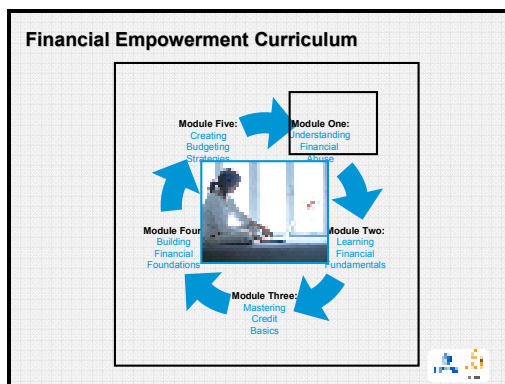 Financial Empowerment Curriculum
Module Five:
Creating
Budgeting
Strategies
Module One:
Understanding
Financial
Abuse
Module Four
Building
Financial
Foundations
Module Two:
Learning
Financial
Fundamentals
Module Three:
Mastering
Credit
Basics